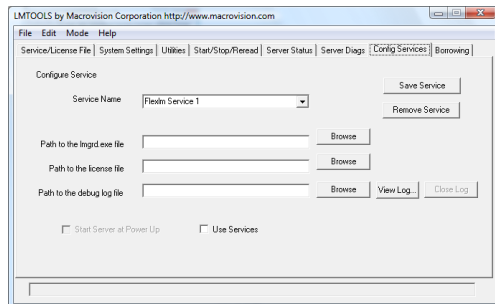 LMTOOLS by Macrovision Corporation http://www.macrovision.com
File Edit Mode Help
Service/License File System Settings Utilities Start/Stop/Reread Server Status Server Diags Config Services Borrowing
Configure Service
Save Service
Service Name Flexlm Service 1
Remove Service
Path to the lmgrd.exe file Browse
Path to the license file Browse
Path to the debug log file Browse View Log... Close Log
Start Server at Power Up Use Services